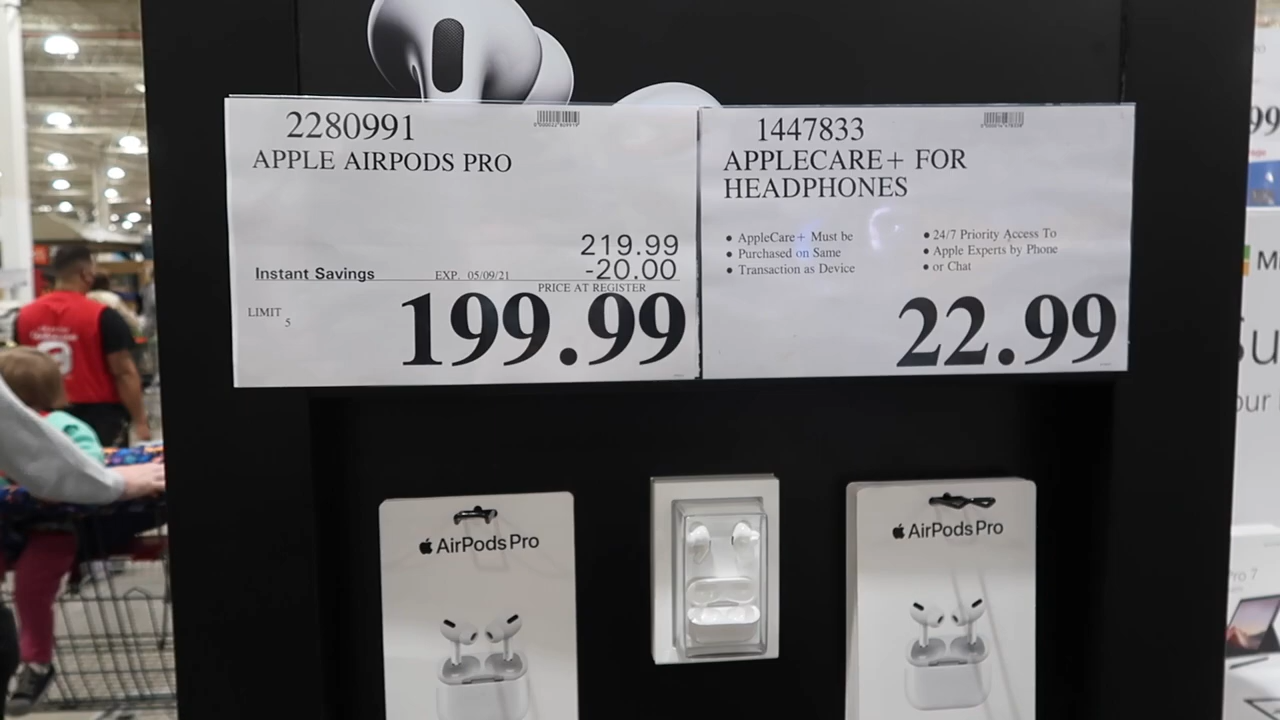 2280991
APPLE AIRPODS PRO
219.99
Instant Savings EXP. 05/09/21 -20.00
PRICE AT REGISTER
LIMIT
5
199.99
1447833
APPLECARE+ FOR
HEADPHONES
• AppleCare+ Must be
• Purchased on Same
• Transaction as Device
• 24/7 Priority Access To
• Apple Experts by Phone
• or Chat
22.99
AirPods Pro
AirPods Pro